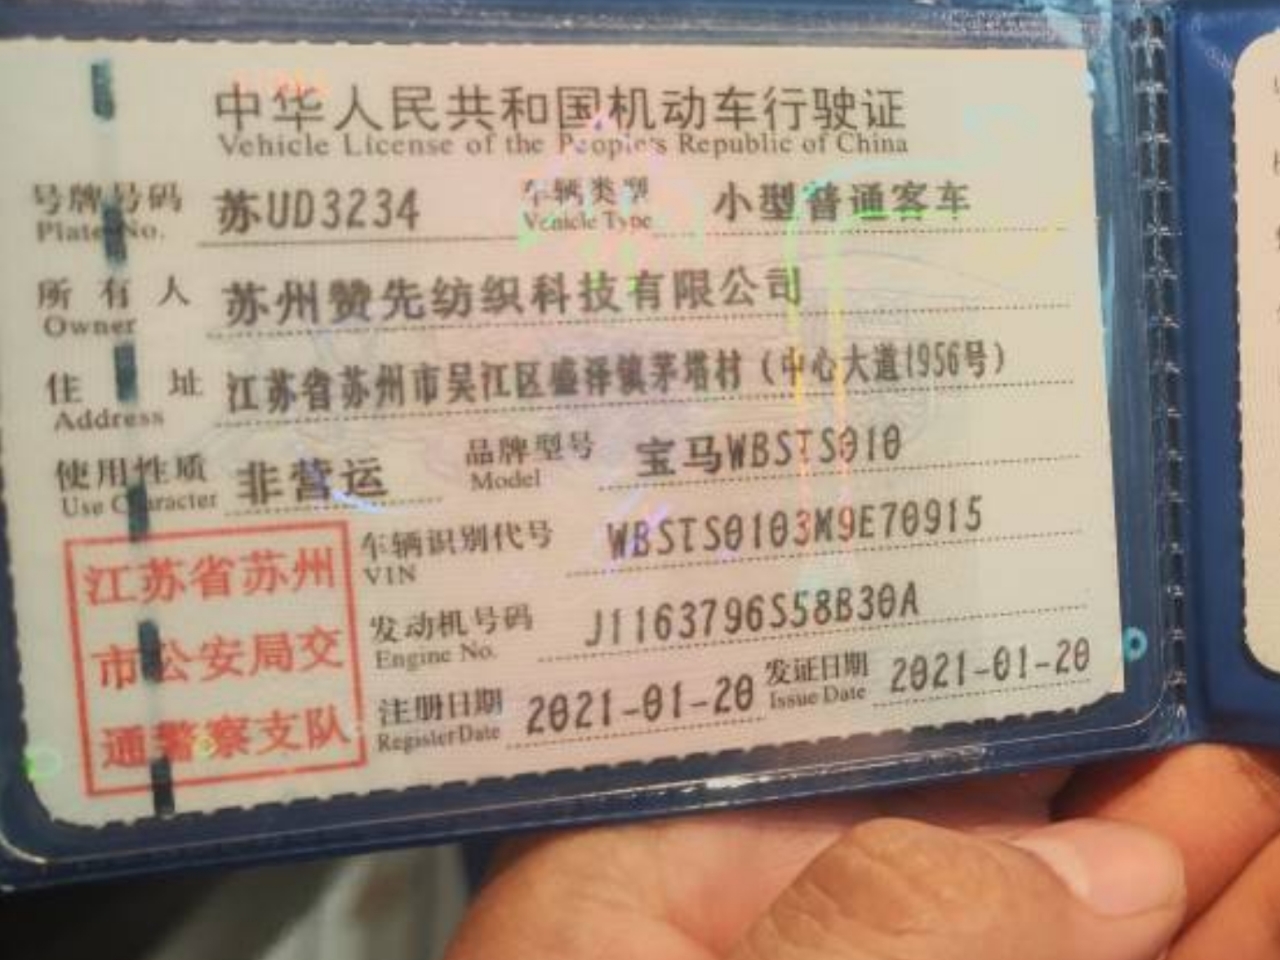 中华人民共和国机动车行驶证
Vehicle License of the People's Republic of China
号牌号码 苏UD3234 车辆类型 小型普通客车
Plate No. Vehicle Type
所有人 苏州赞先纺织科技有限公司
Owner
住址 江苏省苏州市吴江区盛泽镇茅塔村（中心大道1956号）
Address
使用性质 非营运 品牌型号 宝马WBSTS010
Use Character Model
江苏省苏州
市公安局交
通警察支队
车辆识别代号 WBSTS0103M9E70915
VIN
发动机号码 J1163796S58B30A
Engine No.
注册日期 2021-01-20 发证日期 2021-01-20
Register Date Issue Date